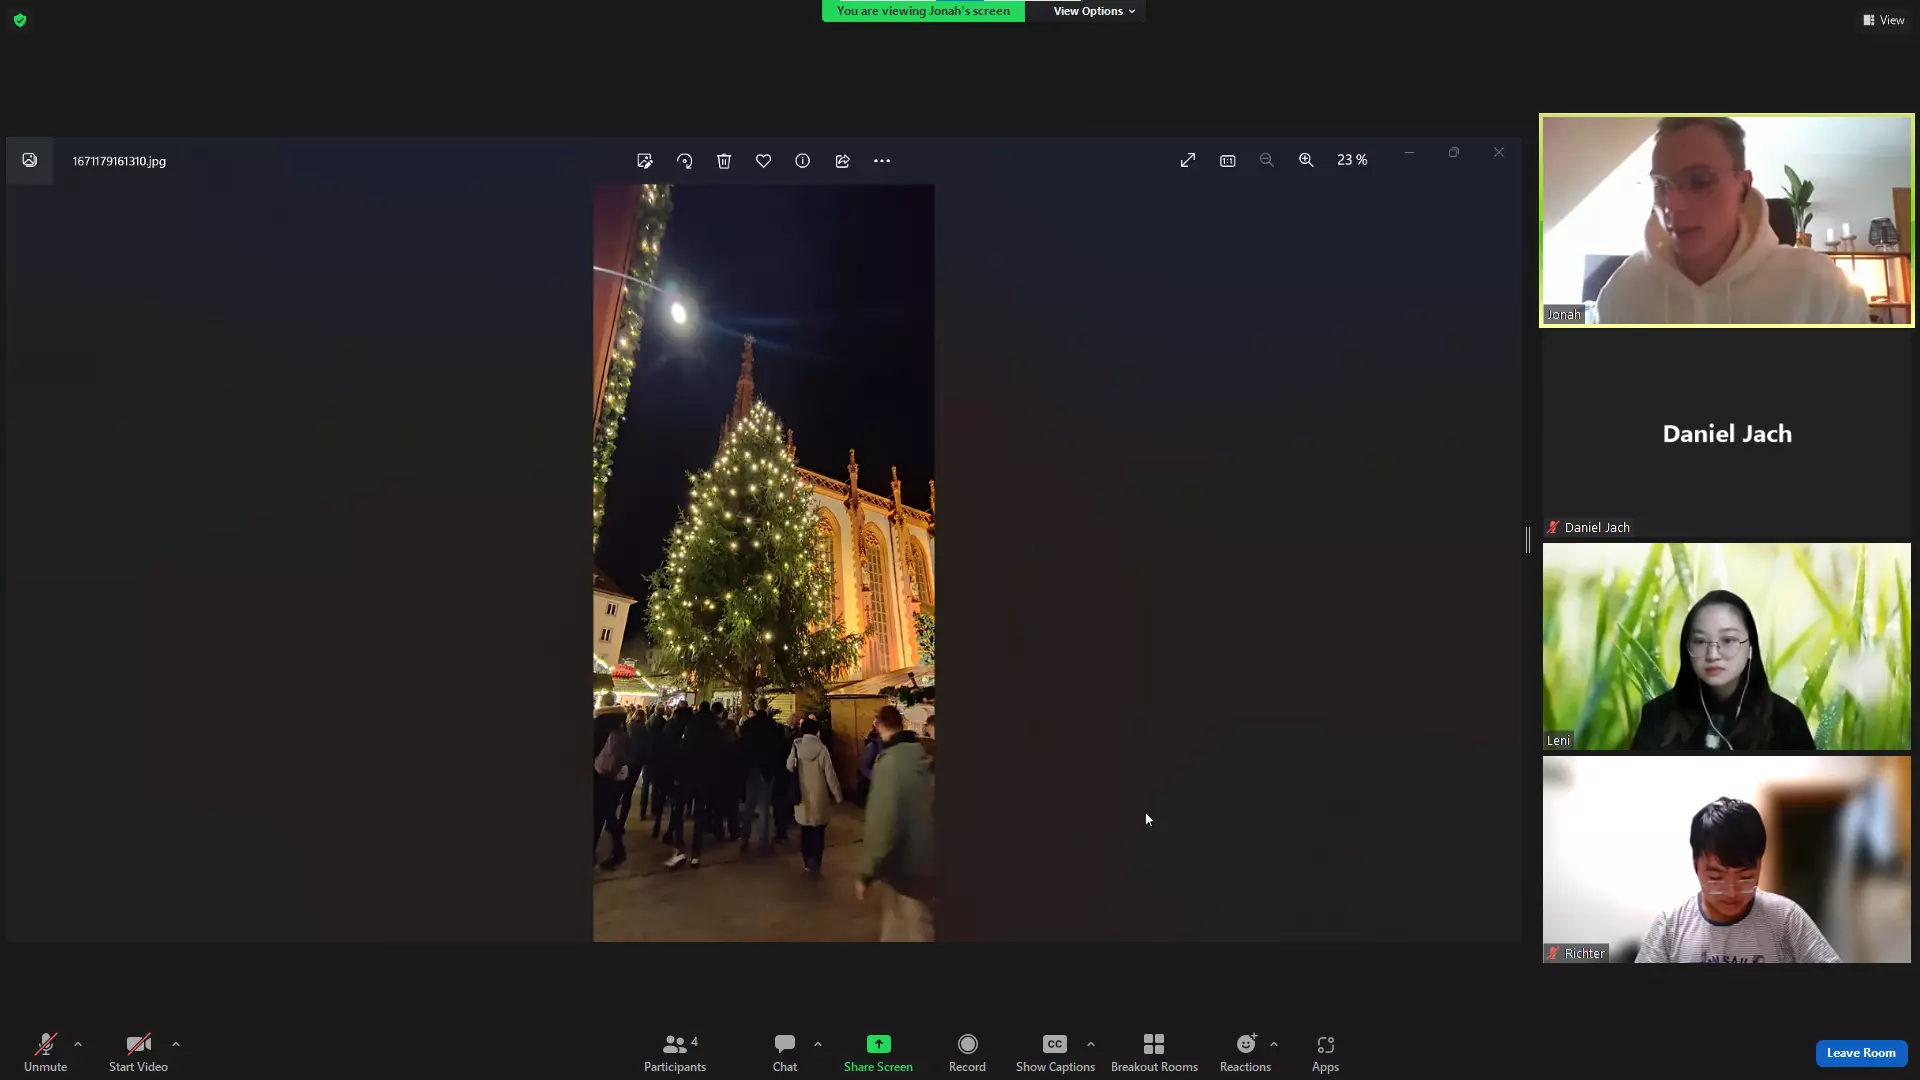 You are viewing Jonah's screen
View Options
View
1671179161310.jpg
23 %
Jonah
Daniel Jach
Daniel Jach
Leni
Richter
Unmute
Start Video
4
Participants
Chat
Share Screen
Record
CC
Show Captions
Breakout Rooms
Reactions
Apps
Leave Room